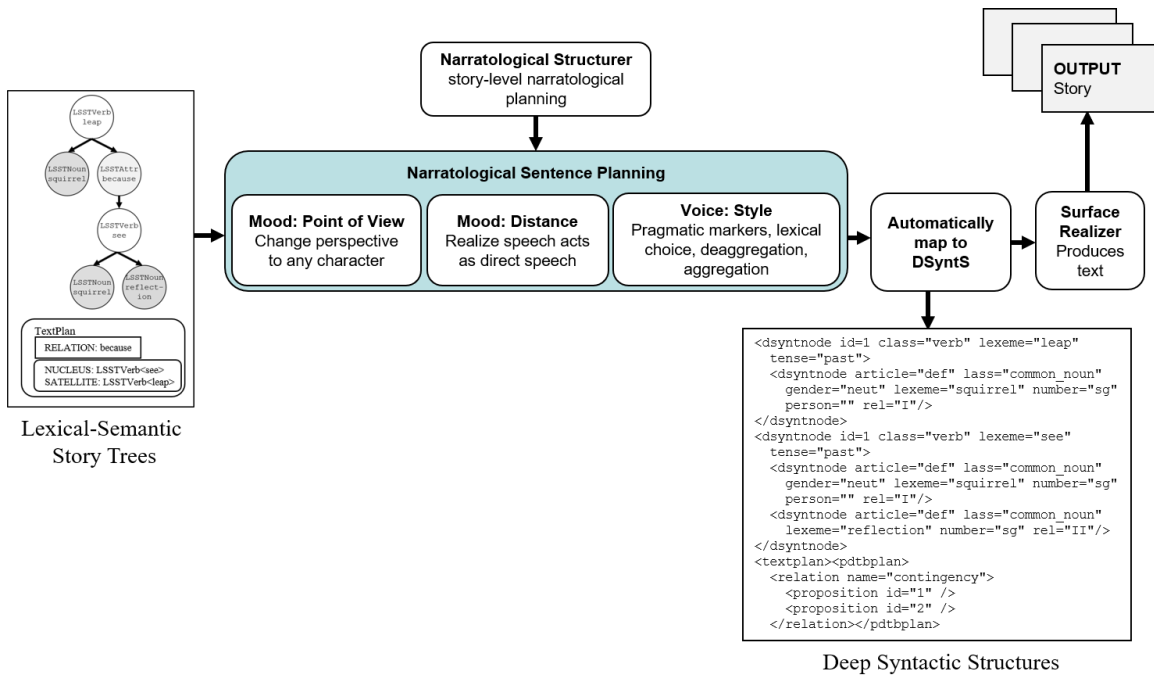 LSSTVerb
leap
LSSTNoun
squirrel
LSSTAttr
because
LSSTVerb
see
LSSTNoun
squirrel
LSSTNoun
reflect-
ion
TextPlan
RELATION: because
NUCLEUS: LSSTVerb<see>
SATELLITE: LSSTVerb<leap>
Lexical-Semantic
Story Trees
Narratological Structurer
story-level narratological
planning
Narratological Sentence Planning
Mood: Point of View
Change perspective
to any character
Mood: Distance
Realize speech acts
as direct speech
Voice: Style
Pragmatic markers, lexical
choice, deaggregation,
aggregation
Automatically
map to
DSyntS
Surface
Realizer
Produces
text
OUTPUT
Story
<dsyntnode id=1 class="verb" lexeme="leap"
tense="past">
<dsyntnode article="def" lass="common_noun"
gender="neut" lexeme="squirrel" number="sg"
person="" rel="I"/>
</dsyntnode>
<dsyntnode id=1 class="verb" lexeme="see"
tense="past">
<dsyntnode article="def" lass="common_noun"
gender="neut" lexeme="squirrel" number="sg"
person="" rel="I"/>
<dsyntnode article="def" lass="common_noun"
lexeme="reflection" number="sg" rel="II"/>
</dsyntnode>
<textplan><pdtbplan>
<relation name="contingency">
<proposition id="1" />
<proposition id="2" />
</relation></pdtbplan>
Deep Syntactic Structures